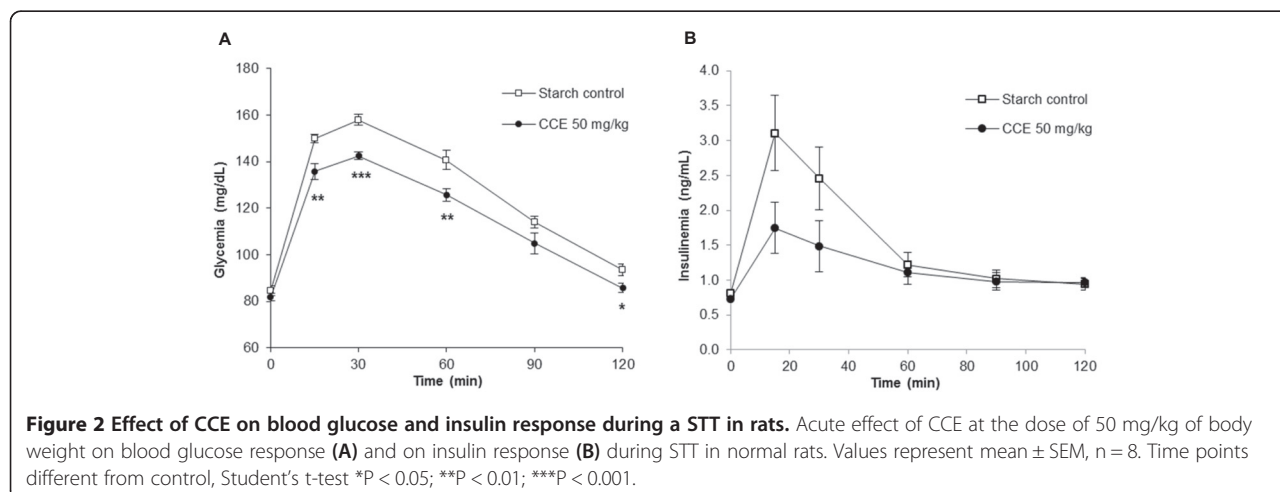 A
Glycemia (mg/dL)
180
160
140
120
100
80
60
0
30
60
90
120
Time (min)
Starch control
CCE 50 mg/kg
**
***
**
*
B
Insulinemia (ng/mL)
4.0
3.5
3.0
2.5
2.0
1.5
1.0
0.5
0.0
0
20
40
60
80
100
120
Time (min)
Starch control
CCE 50 mg/kg
Figure 2 Effect of CCE on blood glucose and insulin response during a STT in rats. Acute effect of CCE at the dose of 50 mg/kg of body
weight on blood glucose response (A) and on insulin response (B) during STT in normal rats. Values represent mean ± SEM, n = 8. Time points
different from control, Student's t-test *P < 0.05; **P < 0.01; ***P < 0.001.